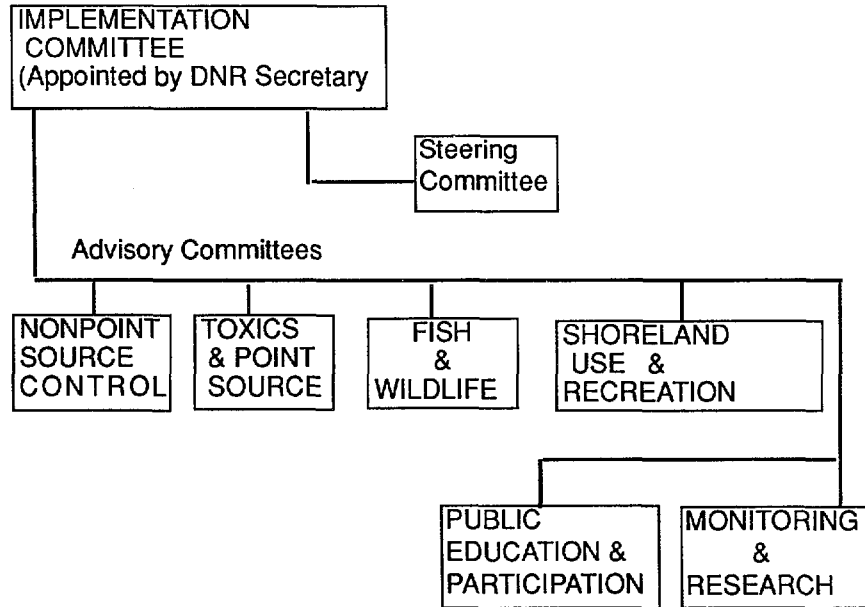 IMPLEMENTATION
COMMITTEE
(Appointed by DNR Secretary
Steering
Committee
Advisory Committees
NONPOINT
SOURCE
CONTROL
TOXICS
& POINT
SOURCE
FISH
&
WILDLIFE
SHORELAND
USE &
RECREATION
PUBLIC
EDUCATION &
PARTICIPATION
MONITORING
&
RESEARCH